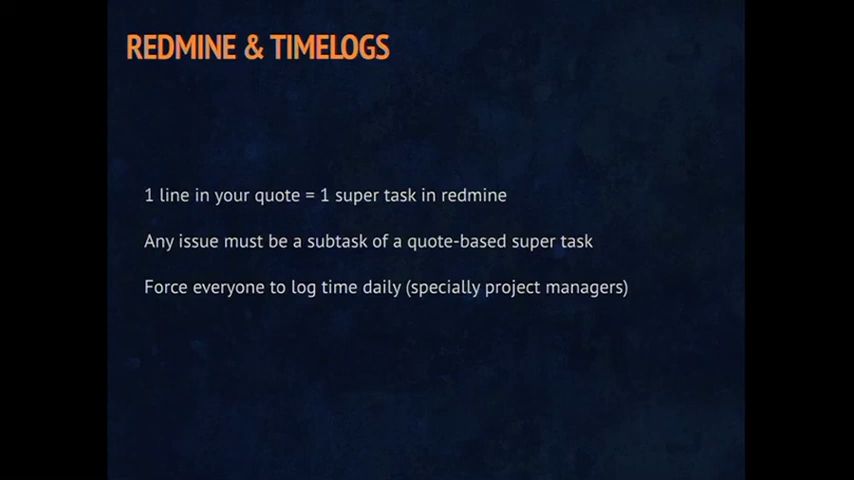 REDMINE & TIMELOGS
1 line in your quote = 1 super task in redmine
Any issue must be a subtask of a quote-based super task
Force everyone to log time daily (specially project managers)